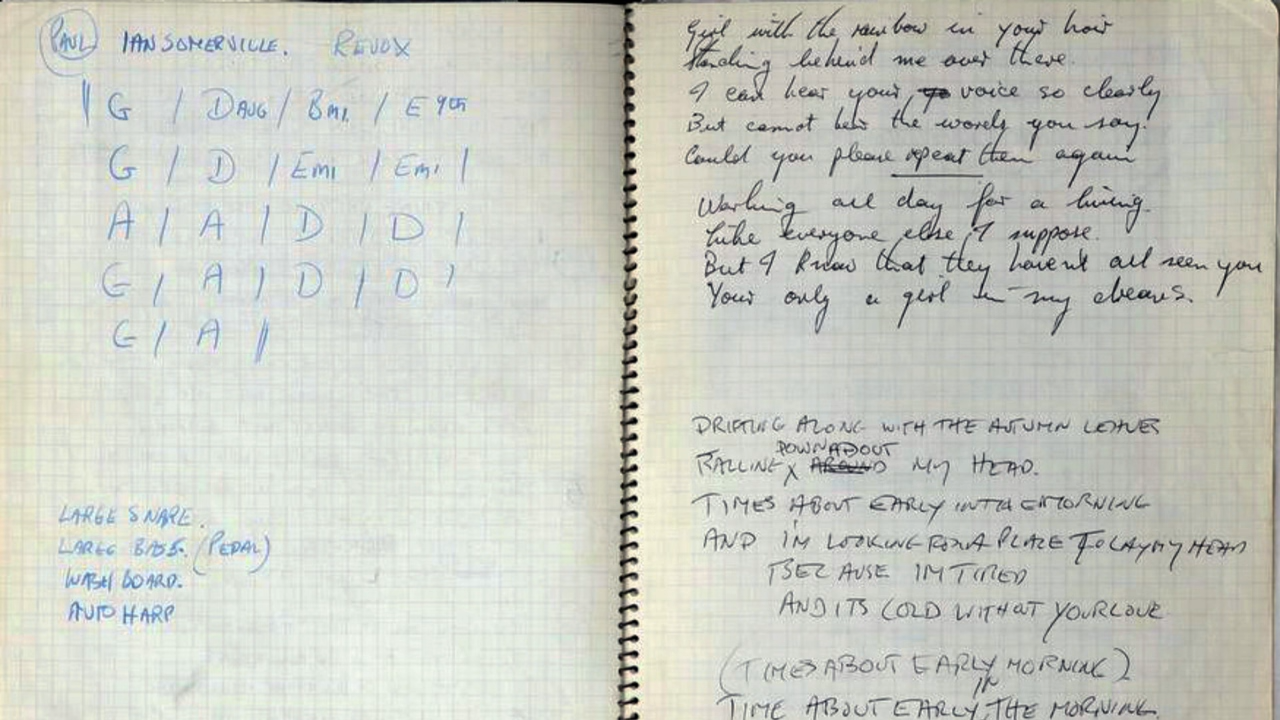 PAUL IAN SOMERVILLE. REVOX
|| G / D AUG / Bmi. / E 9th
G / D / Emi / Emi |
A / A / D / D /
G / A / D / D /
G / A ||
LARGE SNARE.
LARGE BASS. (PEDAL)
WASH BOARD.
AUTO HARP
Girl with the rainbow in your hair
Standing behind me over there.
I can hear your voice so clearly
But cannot hear the words you say.
Could you please repeat them again
Working all day for a living.
Like everyone else I suppose.
But I know that they haven't all seen you
Your only a girl in my dreams.
DRIFTING ALONG WITH THE AUTUMN LEAVES
DOWN ABOUT
FALLING X AROUND MY HEAD.
TIMES ABOUT EARLY INTHE MORNING
AND I'M LOOKING FOR A PLACE TO LAY MY HEAD
BECAUSE IM TIRED
AND ITS COLD WITHOUT YOUR LOVE
(TIMES ABOUT EARLY MORNING)
IN
TIME ABOUT EARLY, THE MORNING